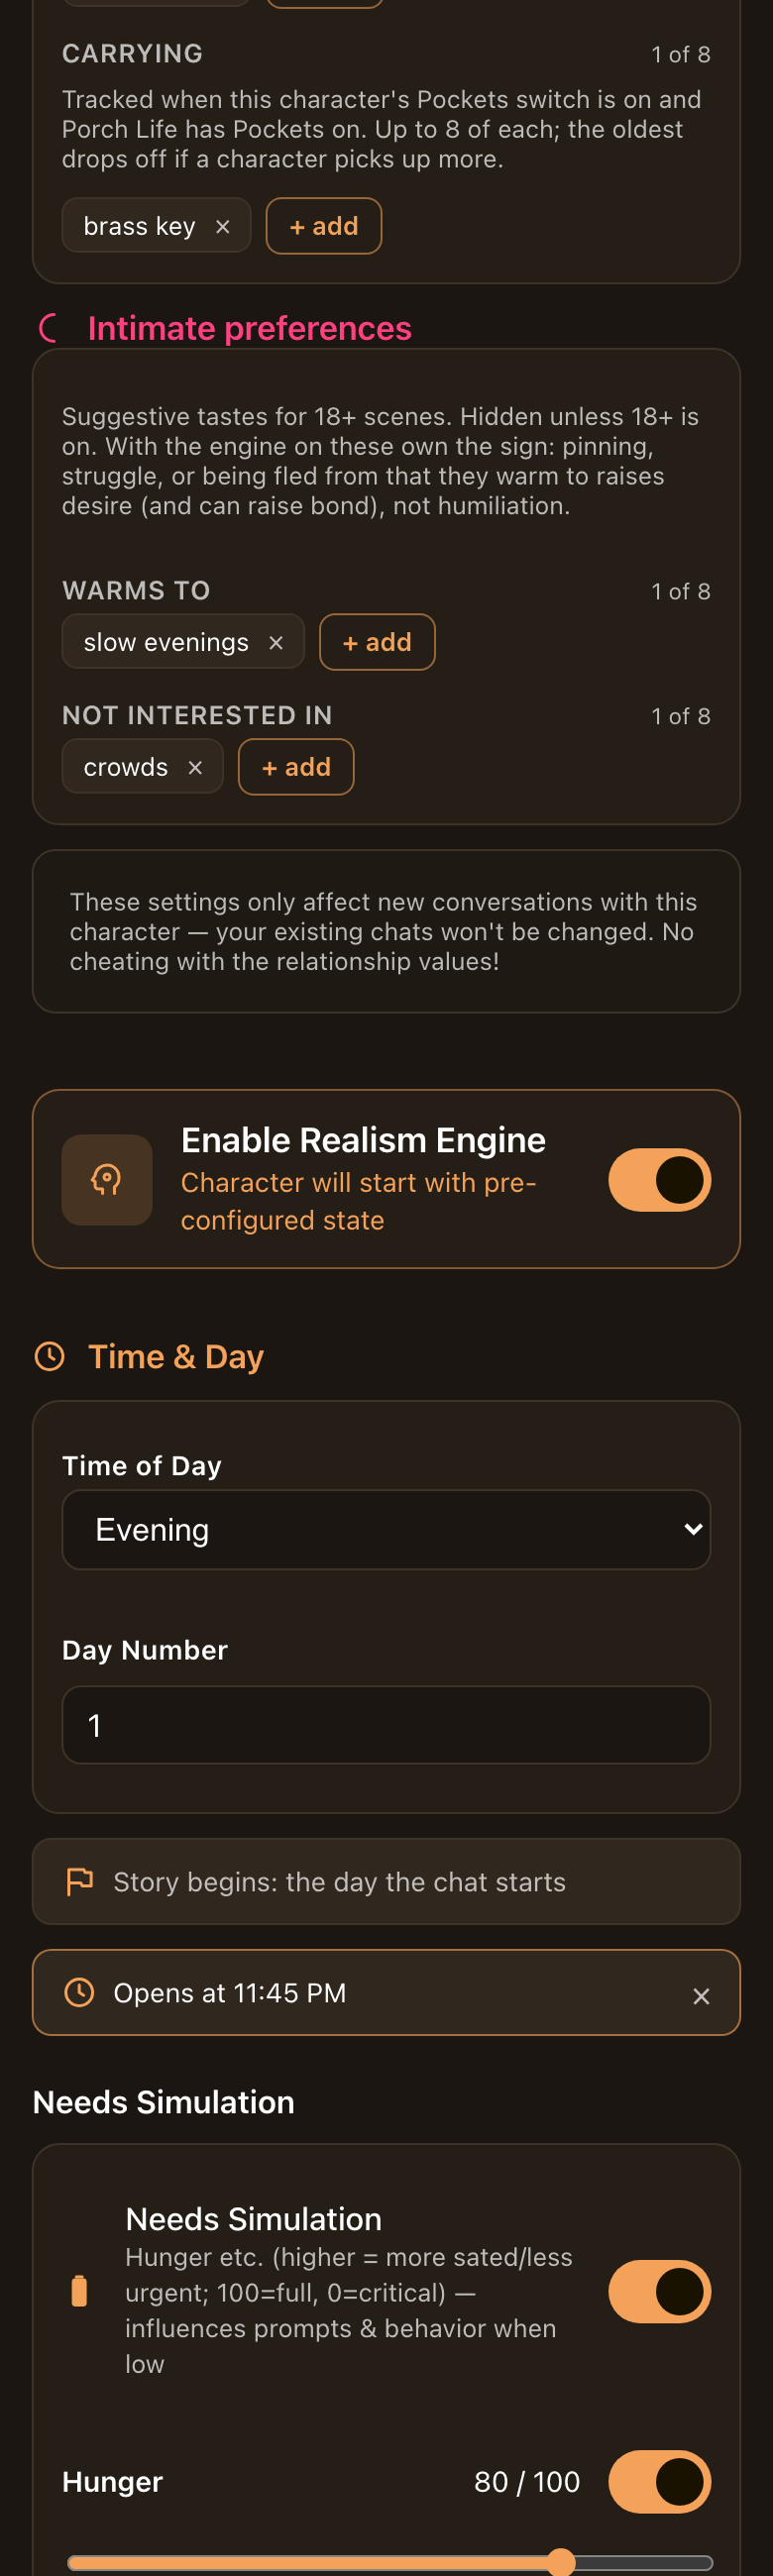 CARRYING
1 of 8
Tracked when this character's Pockets switch is on and
Porch Life has Pockets on. Up to 8 of each; the oldest
drops off if a character picks up more.
brass key ×
+ add
Intimate preferences
Suggestive tastes for 18+ scenes. Hidden unless 18+ is
on. With the engine on these own the sign: pinning,
struggle, or being fled from that they warm to raises
desire (and can raise bond), not humiliation.
WARMS TO
1 of 8
slow evenings ×
+ add
NOT INTERESTED IN
1 of 8
crowds ×
+ add
These settings only affect new conversations with this
character — your existing chats won't be changed. No
cheating with the relationship values!
Enable Realism Engine
Character will start with pre-
configured state
Time & Day
Time of Day
Evening
Day Number
1
Story begins: the day the chat starts
Opens at 11:45 PM ×
Needs Simulation
Needs Simulation
Hunger etc. (higher = more sated/less
urgent; 100=full, 0=critical) —
influences prompts & behavior when
low
Hunger
80 / 100